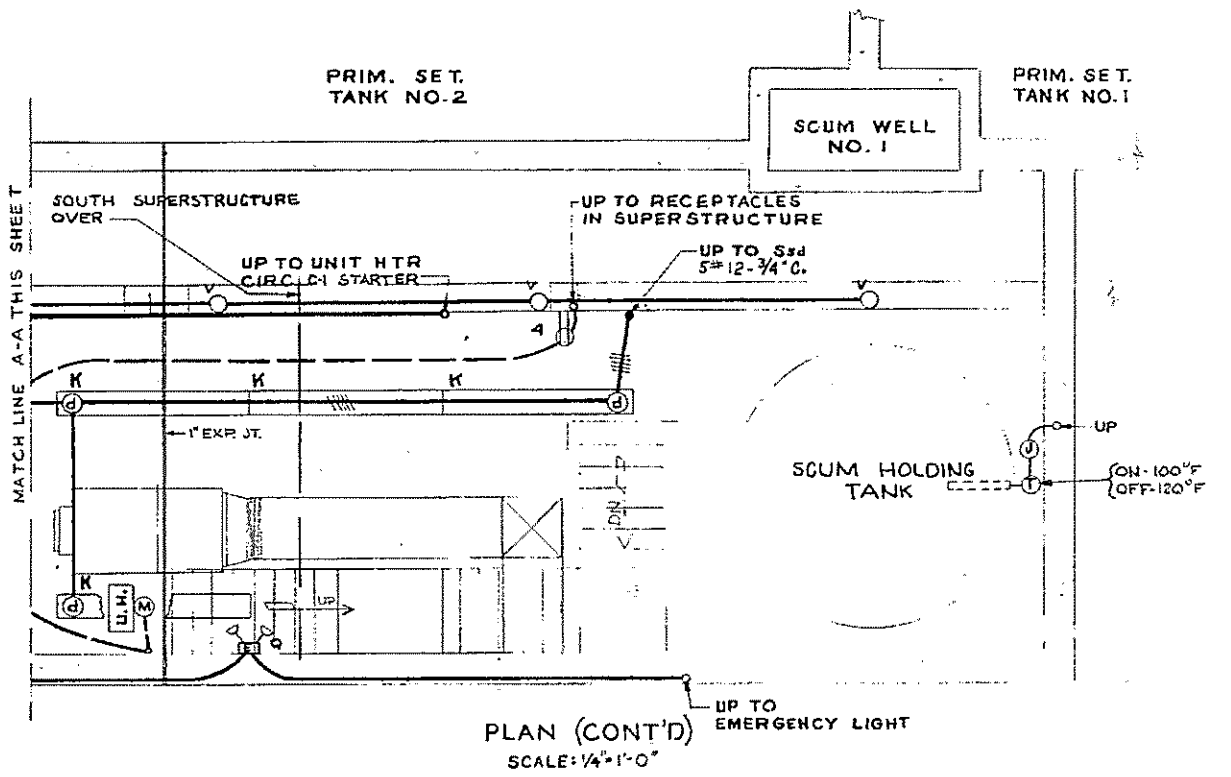 PRIM. SET.
TANK NO. 2
PRIM. SET.
TANK NO. 1
SCUM WELL
NO. 1
MATCH LINE A-A THIS SHEET
SOUTH SUPERSTRUCTURE
OVER
UP TO RECEPTACLES
IN SUPERSTRUCTURE
UP TO UNIT HTR
CIRC. C-1 STARTER
UP TO Ssd
5#12-3/4"C.
V
V
V
4
K
K
K
d
d
1" EXP. JT.
UP
J
SCUM HOLDING
TANK
T
ON-100°F
OFF-120°F
DN
K
d
U.H.
M
UP
E
Q
UP TO
EMERGENCY LIGHT
PLAN (CONT'D)
SCALE: 1/4"=1'-0"